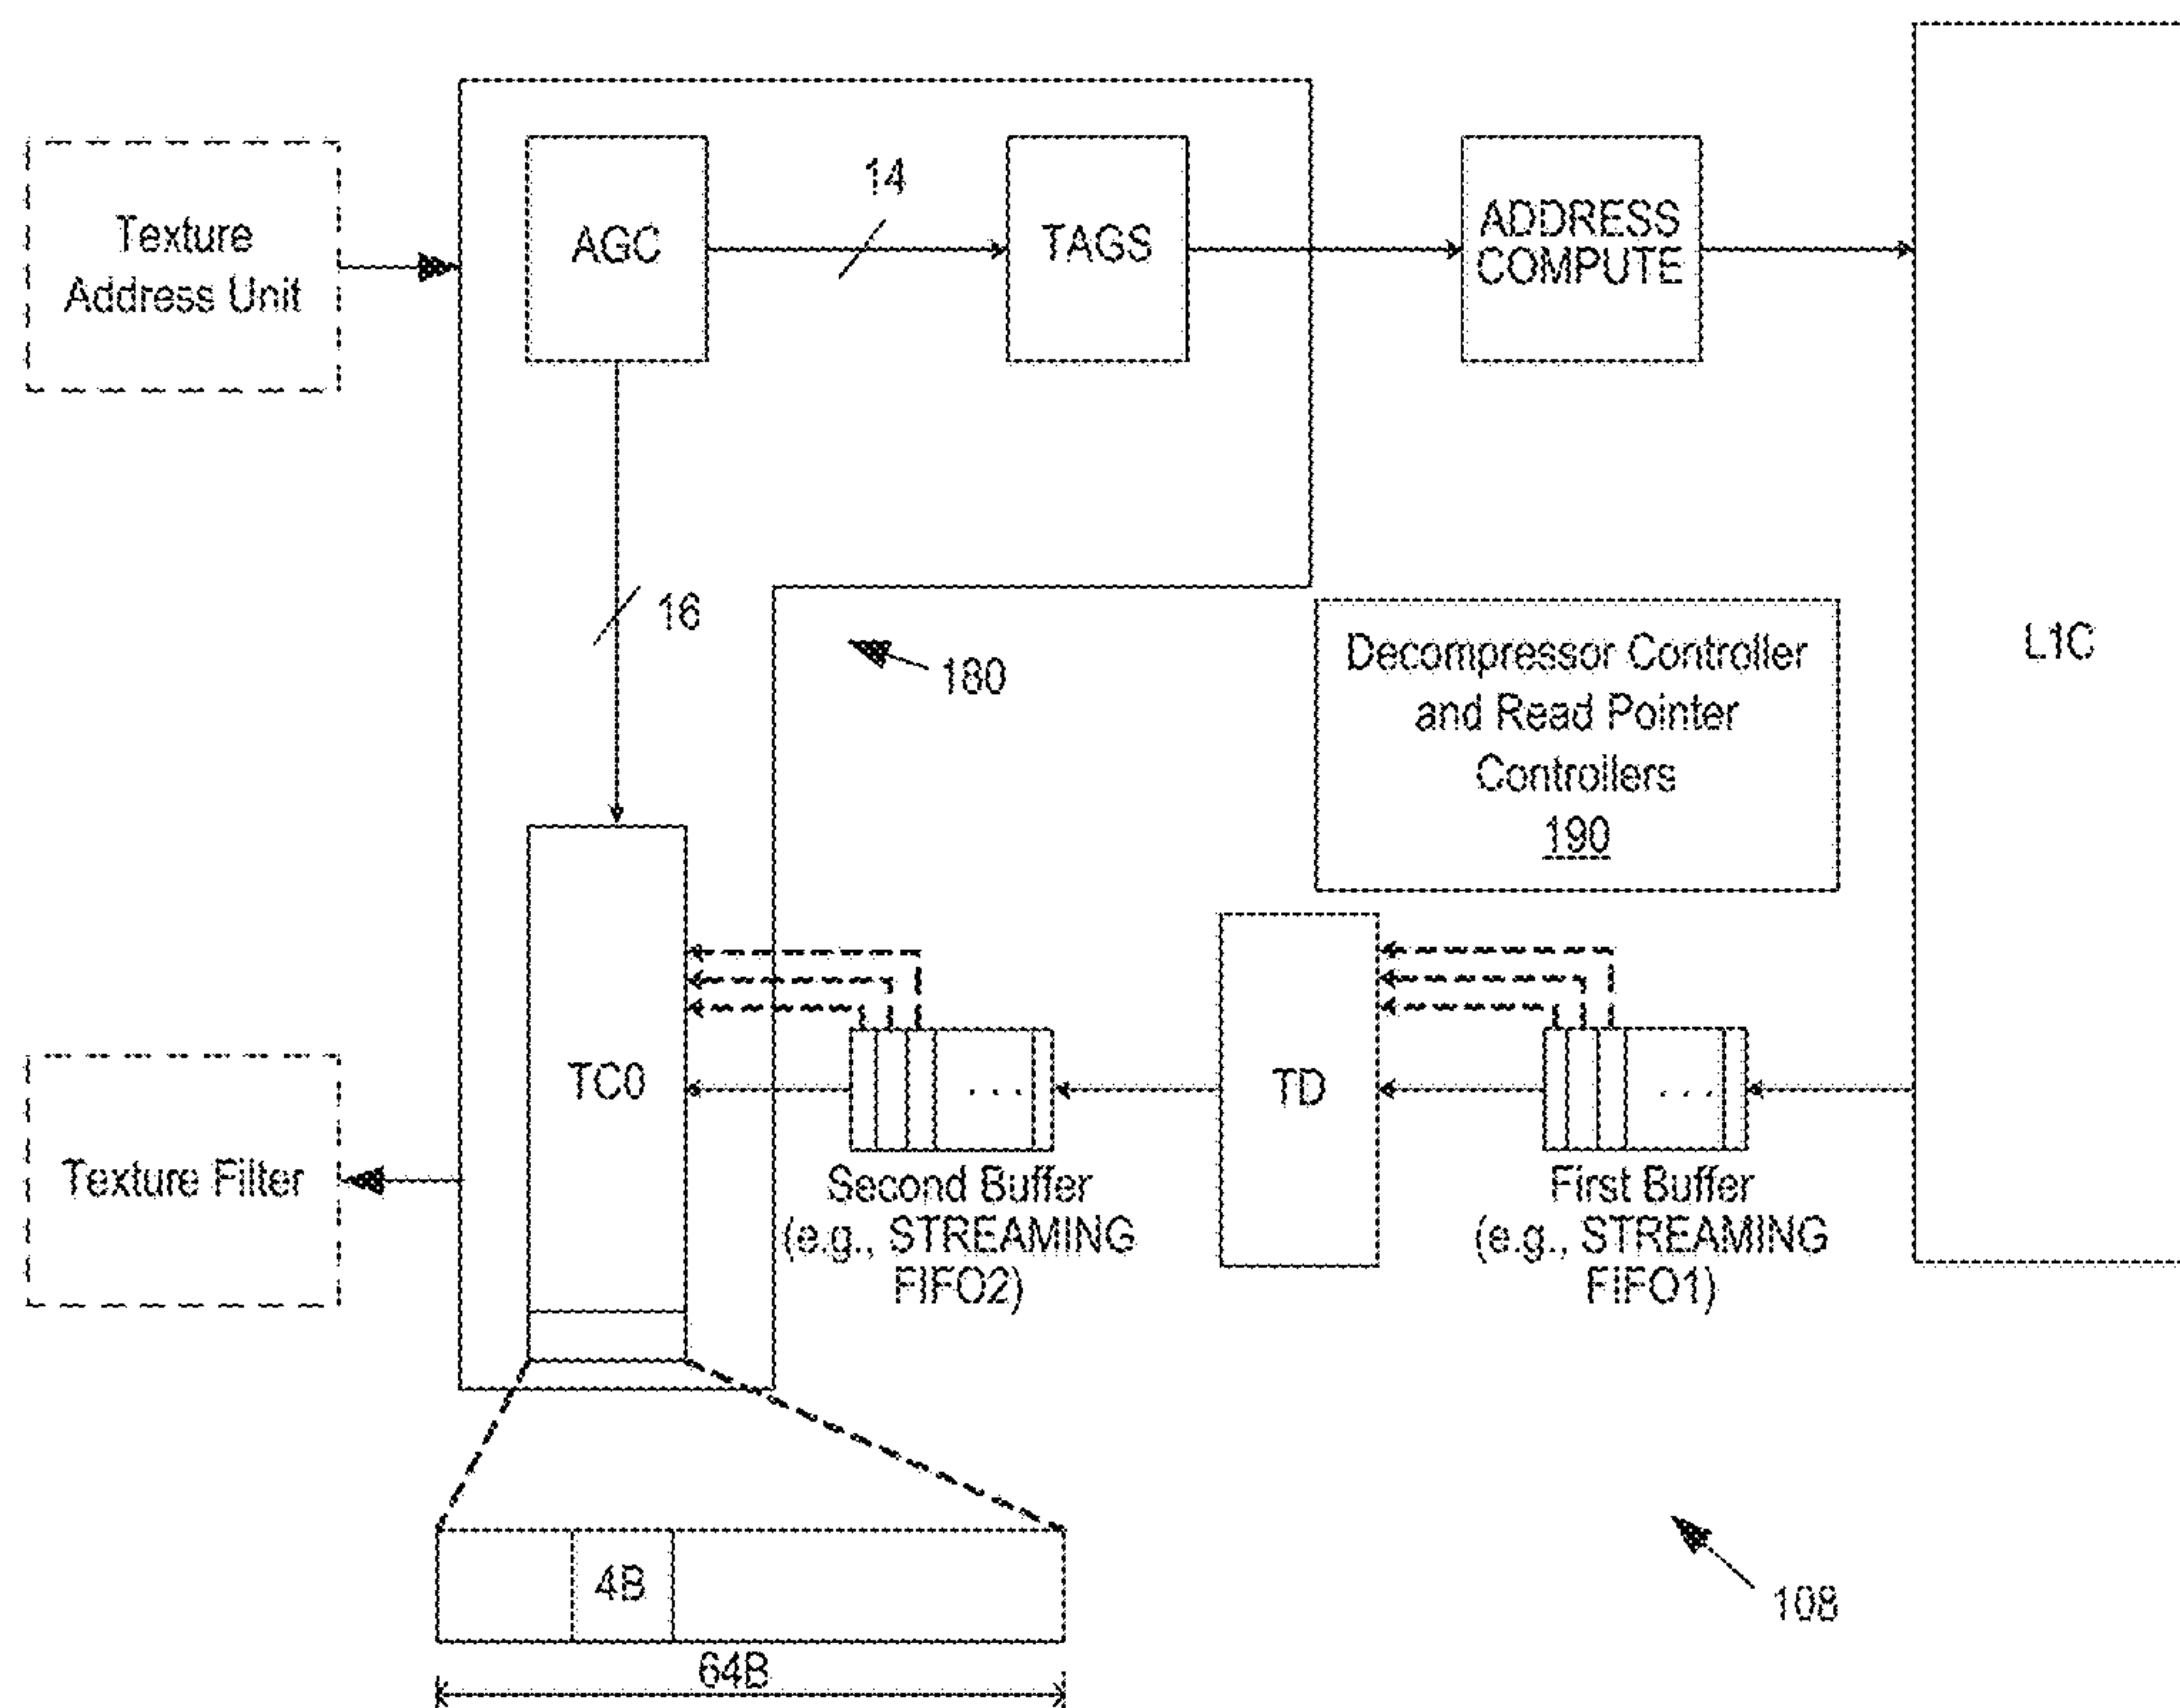 Texture
Address Unit
AGC
14
TAGS
ADDRESS
COMPUTE
L1C
16
180
Decompressor Controller
and Read Pointer
Controllers
190
TC0
TD
. . .
. . .
Texture Filter
Second Buffer
(e.g., STREAMING
FIFO2)
First Buffer
(e.g., STREAMING
FIFO1)
4B
64B
108